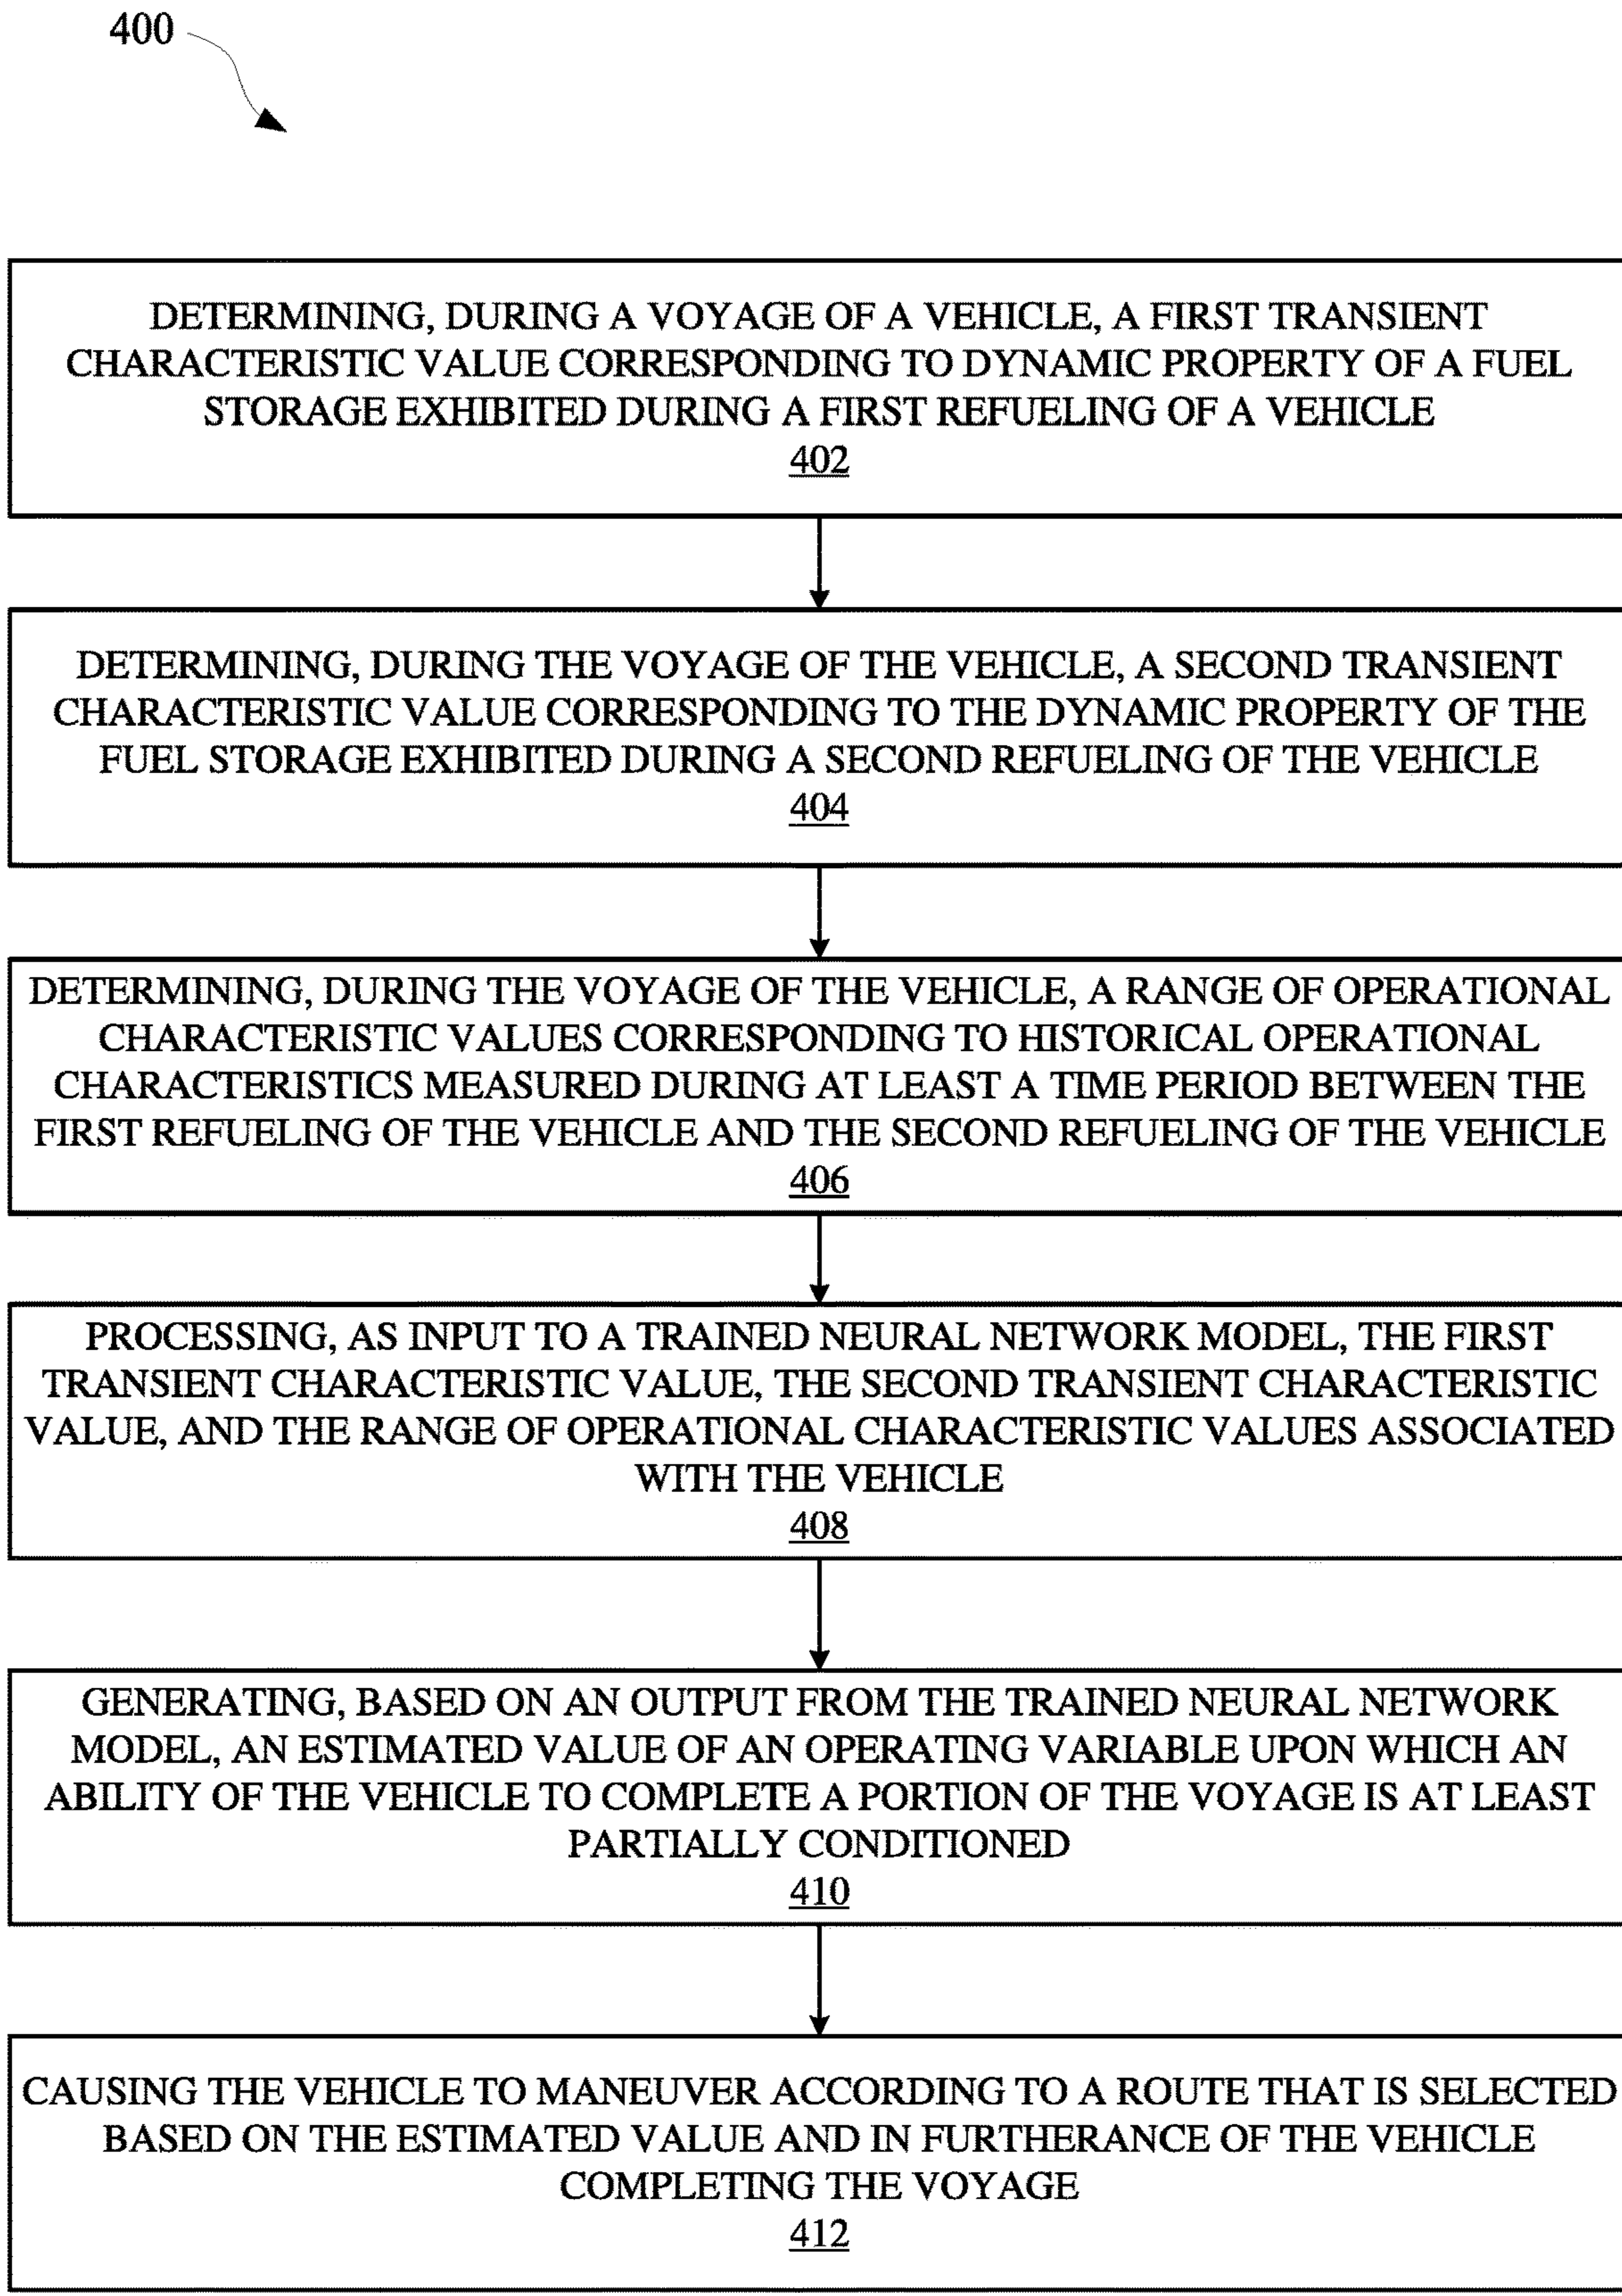 400
DETERMINING, DURING A VOYAGE OF A VEHICLE, A FIRST TRANSIENT
CHARACTERISTIC VALUE CORRESPONDING TO DYNAMIC PROPERTY OF A FUEL
STORAGE EXHIBITED DURING A FIRST REFUELING OF A VEHICLE
402
DETERMINING, DURING THE VOYAGE OF THE VEHICLE, A SECOND TRANSIENT
CHARACTERISTIC VALUE CORRESPONDING TO THE DYNAMIC PROPERTY OF THE
FUEL STORAGE EXHIBITED DURING A SECOND REFUELING OF THE VEHICLE
404
DETERMINING, DURING THE VOYAGE OF THE VEHICLE, A RANGE OF OPERATIONAL
CHARACTERISTIC VALUES CORRESPONDING TO HISTORICAL OPERATIONAL
CHARACTERISTICS MEASURED DURING AT LEAST A TIME PERIOD BETWEEN THE
FIRST REFUELING OF THE VEHICLE AND THE SECOND REFUELING OF THE VEHICLE
406
PROCESSING, AS INPUT TO A TRAINED NEURAL NETWORK MODEL, THE FIRST
TRANSIENT CHARACTERISTIC VALUE, THE SECOND TRANSIENT CHARACTERISTIC
VALUE, AND THE RANGE OF OPERATIONAL CHARACTERISTIC VALUES ASSOCIATED
WITH THE VEHICLE
408
GENERATING, BASED ON AN OUTPUT FROM THE TRAINED NEURAL NETWORK
MODEL, AN ESTIMATED VALUE OF AN OPERATING VARIABLE UPON WHICH AN
ABILITY OF THE VEHICLE TO COMPLETE A PORTION OF THE VOYAGE IS AT LEAST
PARTIALLY CONDITIONED
410
CAUSING THE VEHICLE TO MANEUVER ACCORDING TO A ROUTE THAT IS SELECTED
BASED ON THE ESTIMATED VALUE AND IN FURTHERANCE OF THE VEHICLE
COMPLETING THE VOYAGE
412